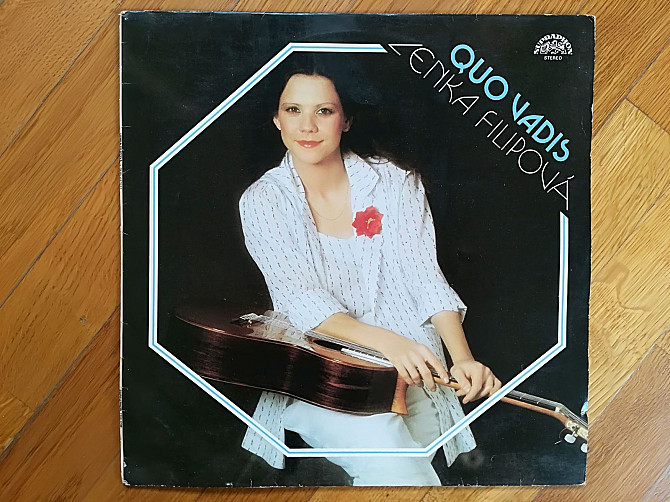 SUPRAPHON
STEREO
QUO VADIS
LENKA FILIPOVÁ